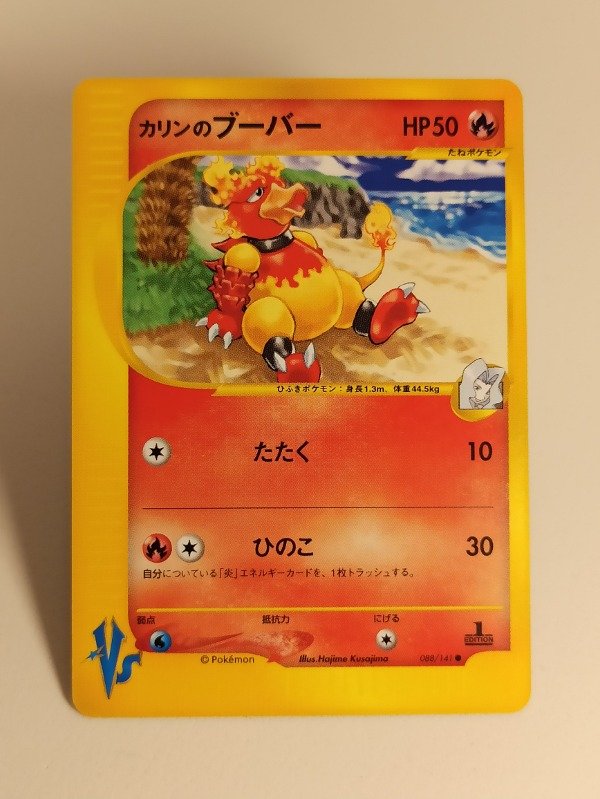 カリンのブーバー HP50
たねポケモン
ひふきポケモン：身長1.3m、体重44.5kg
たたく 10
ひのこ 30
自分についている「炎」エネルギーカードを、1枚トラッシュする。
弱点 抵抗力 にげる
1
EDITION
VS
© Pokémon Illus.Hajime Kusajima 088/141 ●